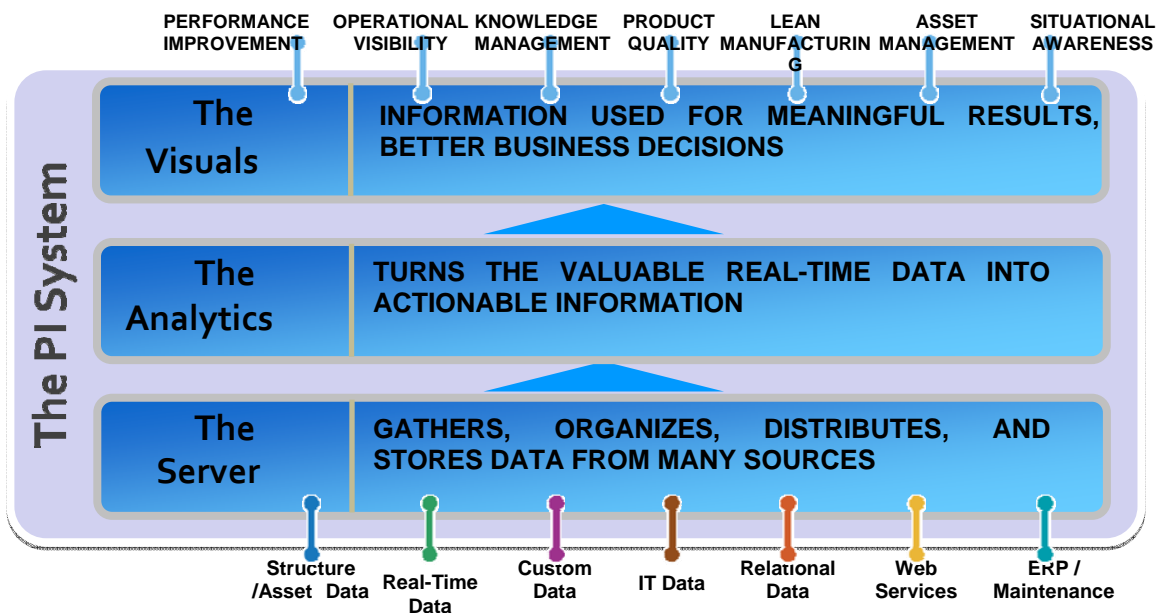 PERFORMANCE
IMPROVEMENT
OPERATIONAL
VISIBILITY
KNOWLEDGE
MANAGEMENT
PRODUCT
QUALITY
LEAN
MANUFACTURIN
G
ASSET
MANAGEMENT
SITUATIONAL
AWARENESS
The PI System
The
Visuals
INFORMATION USED FOR MEANINGFUL RESULTS,
BETTER BUSINESS DECISIONS
The
Analytics
TURNS THE VALUABLE REAL-TIME DATA INTO
ACTIONABLE INFORMATION
The
Server
GATHERS, ORGANIZES, DISTRIBUTES, AND
STORES DATA FROM MANY SOURCES
Structure
/Asset Data
Real-Time
Data
Custom
Data
IT Data
Relational
Data
Web
Services
ERP /
Maintenance